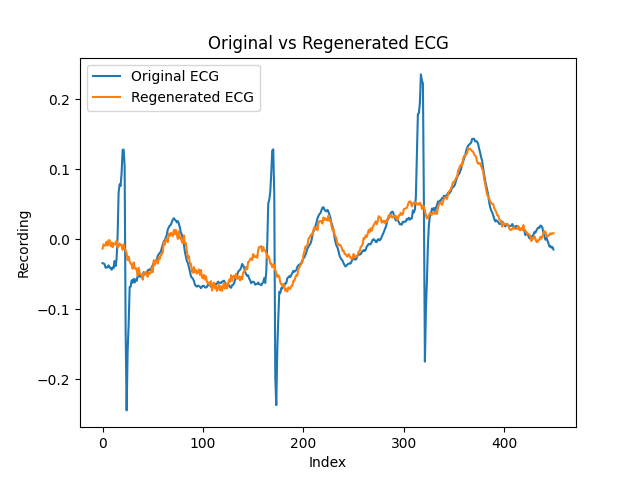 Original vs Regenerated ECG
Original ECG
Regenerated ECG
Recording
0.2
0.1
0.0
−0.1
−0.2
0
100
200
300
400
Index